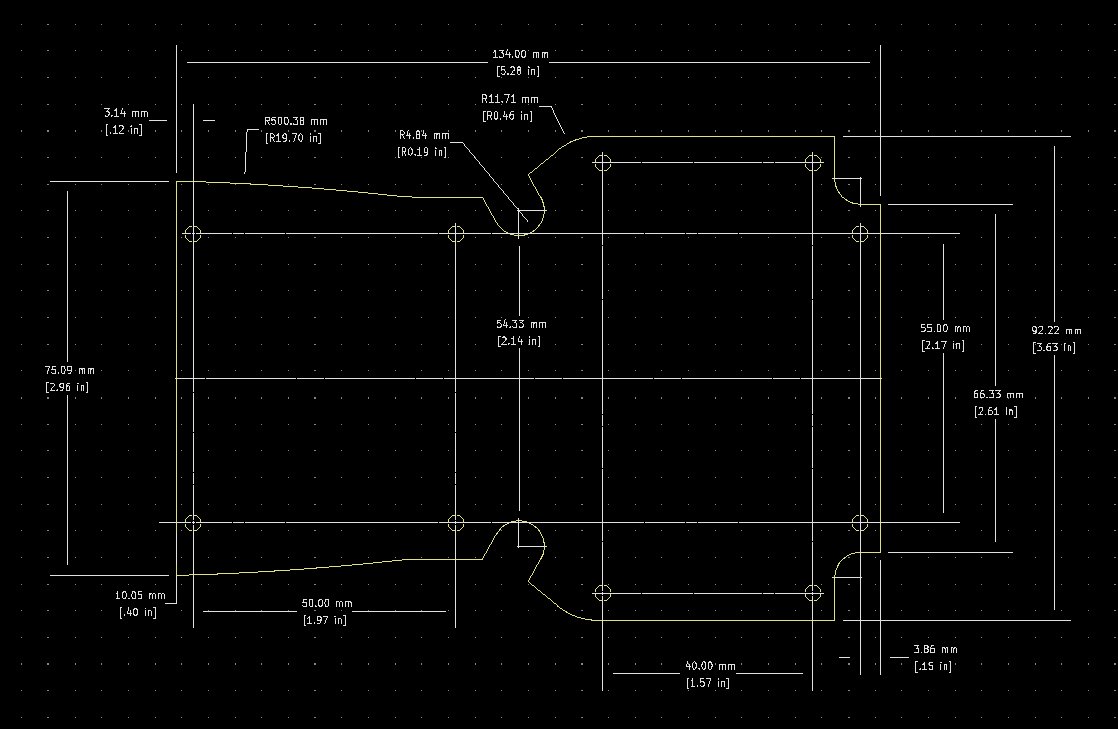 134.00 mm
[5.28 in]
R11.71 mm
[R0.46 in]
3.14 mm
[.12 in]
R500.38 mm
[R19.70 in]
R4.84 mm
[R0.19 in]
54.33 mm
[2.14 in]
55.00 mm
[2.17 in]
92.22 mm
[3.63 in]
75.09 mm
[2.96 in]
66.33 mm
[2.61 in]
10.05 mm
[.40 in]
50.00 mm
[1.97 in]
3.86 mm
[.15 in]
40.00 mm
[1.57 in]